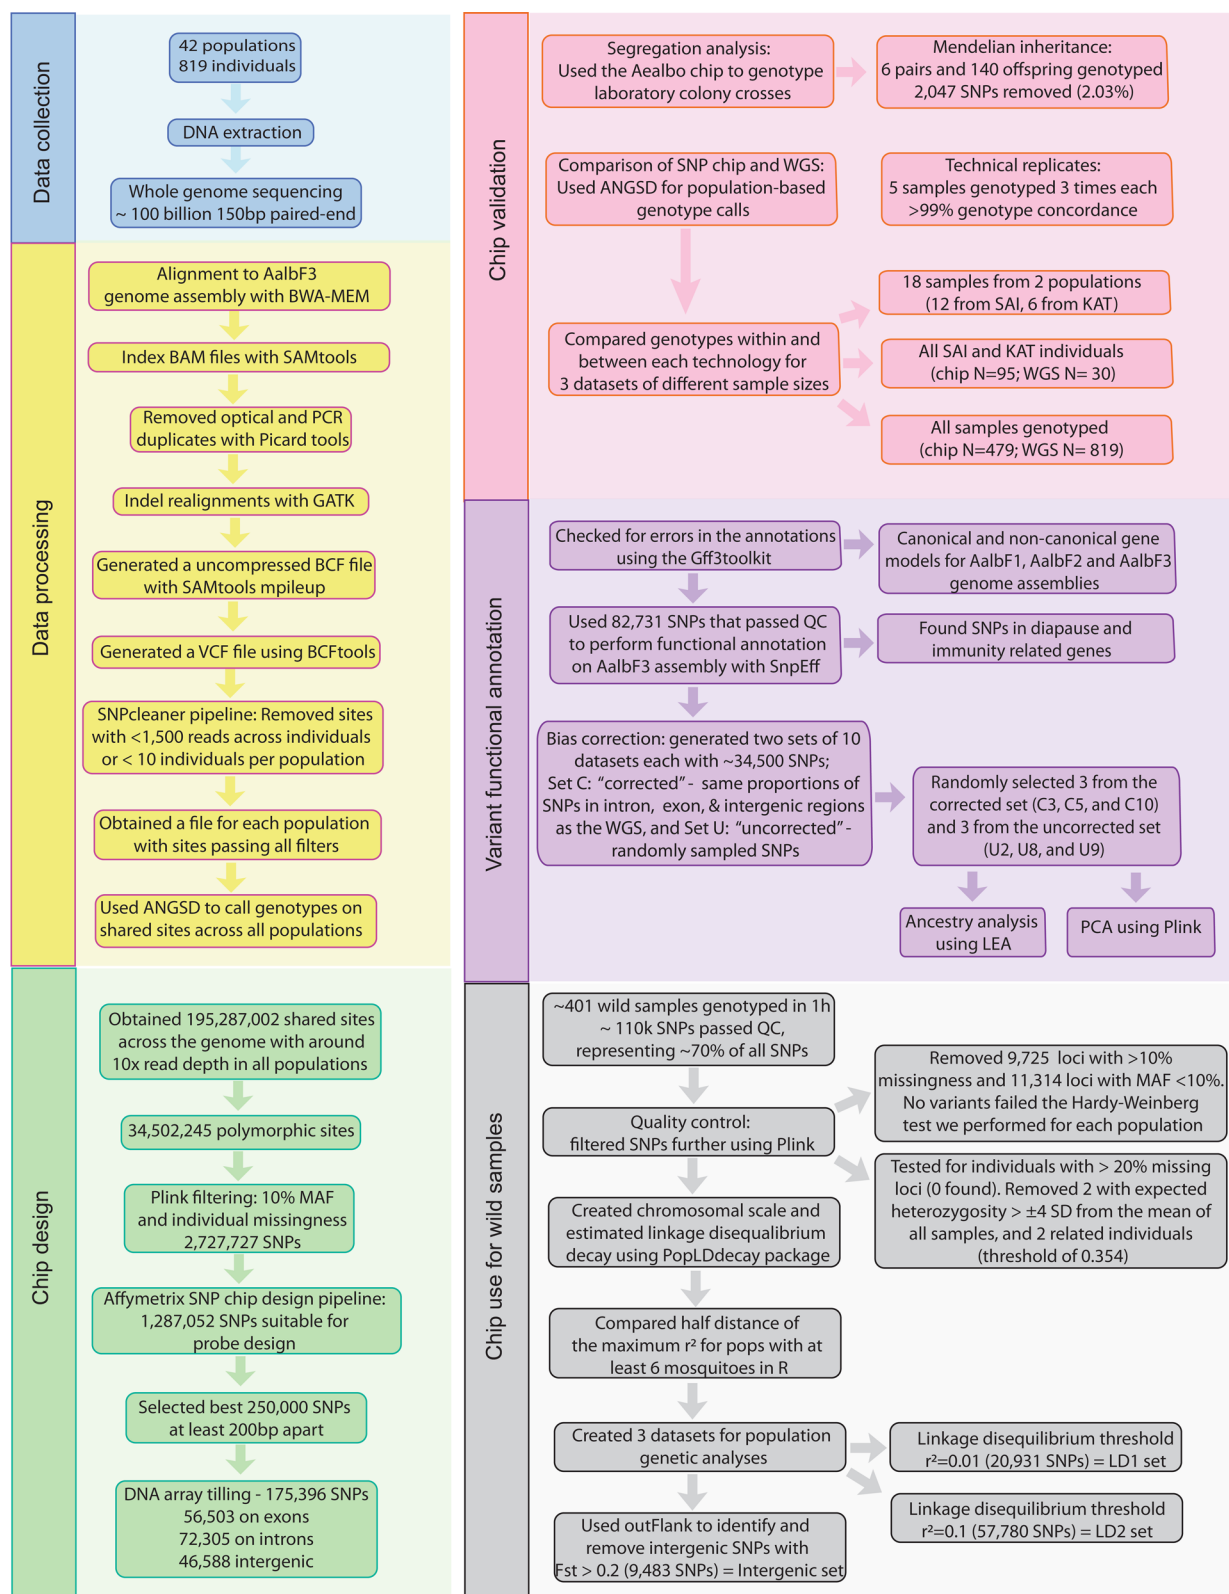 Data collection
42 populations
819 individuals
DNA extraction
Whole genome sequencing
~ 100 billion 150bp paired-end
Data processing
Alignment to AalbF3
genome assembly with BWA-MEM
Index BAM files with SAMtools
Removed optical and PCR
duplicates with Picard tools
Indel realignments with GATK
Generated a uncompressed BCF file
with SAMtools mpileup
Generated a VCF file using BCFtools
SNPcleaner pipeline: Removed sites
with <1,500 reads across individuals
or < 10 individuals per population
Obtained a file for each population
with sites passing all filters
Used ANGSD to call genotypes on
shared sites across all populations
Chip design
Obtained 195,287,002 shared sites
across the genome with around
10x read depth in all populations
34,502,245 polymorphic sites
Plink filtering: 10% MAF
and individual missingness
2,727,727 SNPs
Affymetrix SNP chip design pipeline:
1,287,052 SNPs suitable for
probe design
Selected best 250,000 SNPs
at least 200bp apart
DNA array tilling - 175,396 SNPs
56,503 on exons
72,305 on introns
46,588 intergenic
Chip validation
Segregation analysis:
Used the Aealbo chip to genotype
laboratory colony crosses
Mendelian inheritance:
6 pairs and 140 offspring genotyped
2,047 SNPs removed (2.03%)
Comparison of SNP chip and WGS:
Used ANGSD for population-based
genotype calls
Technical replicates:
5 samples genotyped 3 times each
>99% genotype concordance
Compared genotypes within and
between each technology for
3 datasets of different sample sizes
18 samples from 2 populations
(12 from SAI, 6 from KAT)
All SAI and KAT individuals
(chip N=95; WGS N= 30)
All samples genotyped
(chip N=479; WGS N= 819)
Variant functional annotation
Checked for errors in the annotations
using the Gff3toolkit
Canonical and non-canonical gene
models for AalbF1, AalbF2 and AalbF3
genome assemblies
Used 82,731 SNPs that passed QC
to perform functional annotation
on AalbF3 assembly with SnpEff
Found SNPs in diapause and
immunity related genes
Bias correction: generated two sets of 10
datasets each with ~34,500 SNPs;
Set C: “corrected” - same proportions of
SNPs in intron, exon, & intergenic regions
as the WGS, and Set U: “uncorrected” -
randomly sampled SNPs
Randomly selected 3 from the
corrected set (C3, C5, and C10)
and 3 from the uncorrected set
(U2, U8, and U9)
Ancestry analysis
using LEA
PCA using Plink
Chip use for wild samples
~401 wild samples genotyped in 1h
~ 110k SNPs passed QC,
representing ~70% of all SNPs
Quality control:
filtered SNPs further using Plink
Removed 9,725 loci with >10%
missingness and 11,314 loci with MAF <10%.
No variants failed the Hardy-Weinberg
test we performed for each population
Tested for individuals with > 20% missing
loci (0 found). Removed 2 with expected
heterozygosity > ±4 SD from the mean of
all samples, and 2 related individuals
(threshold of 0.354)
Created chromosomal scale and
estimated linkage disequalibrium
decay using PopLDdecay package
Compared half distance of
the maximum r² for pops with at
least 6 mosquitoes in R
Created 3 datasets for population
genetic analyses
Linkage disequilibrium threshold
r²=0.01 (20,931 SNPs) = LD1 set
Linkage disequilibrium threshold
r²=0.1 (57,780 SNPs) = LD2 set
Used outFlank to identify and
remove intergenic SNPs with
Fst > 0.2 (9,483 SNPs) = Intergenic set